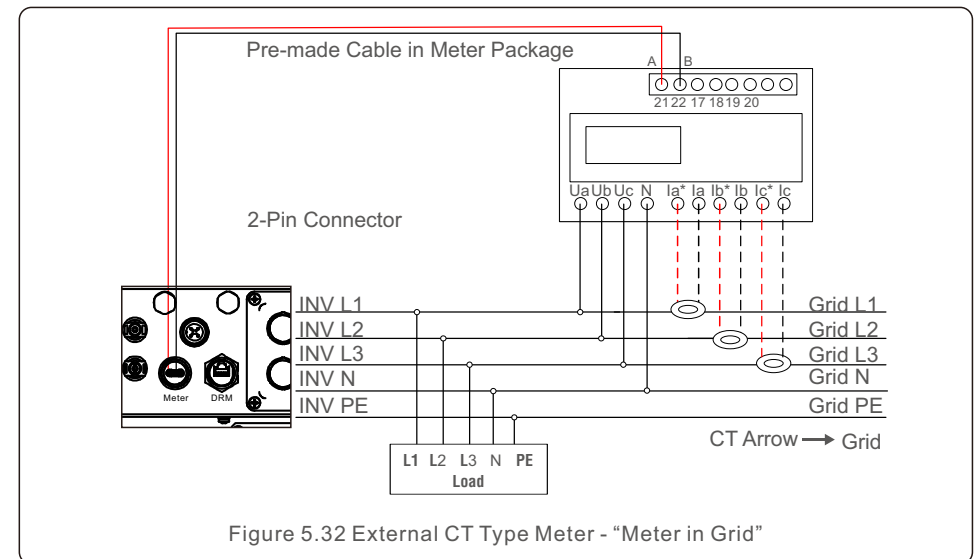 Pre-made Cable in Meter Package
A B
21 22 17 18 19 20
Ua Ub Uc N Ia* Ia Ib* Ib Ic* Ic
2-Pin Connector
INV L1 Grid L1
INV L2 Grid L2
INV L3 Grid L3
INV N Grid N
INV PE Grid PE
Meter DRM
CT Arrow → Grid
L1 L2 L3 N PE
Load
Figure 5.32 External CT Type Meter - “Meter in Grid”